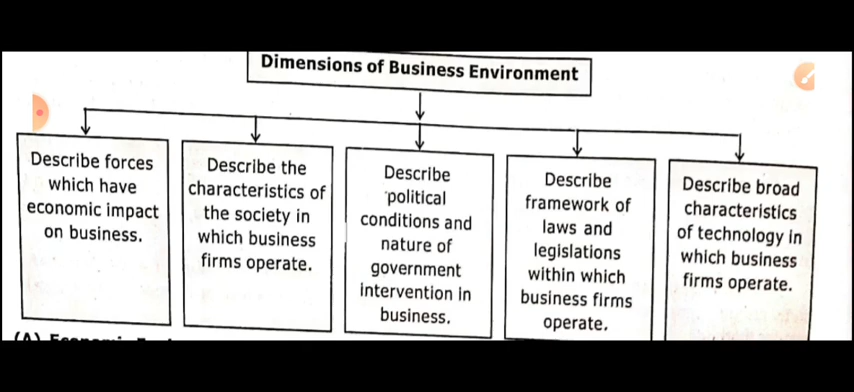 Dimensions of Business Environment
Describe forces
which have
economic impact
on business.
Describe the
characteristics of
the society in
which business
firms operate.
Describe
political
conditions and
nature of
government
intervention in
business.
Describe
framework of
laws and
legislations
within which
business firms
operate.
Describe broad
characteristics
of technology in
which business
firms operate.
(A) Economic